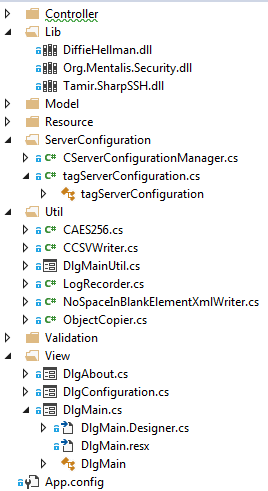 Controller
Lib
DiffieHellman.dll
Org.Mentalis.Security.dll
Tamir.SharpSSH.dll
Model
Resource
ServerConfiguration
CServerConfigurationManager.cs
tagServerConfiguration.cs
tagServerConfiguration
Util
CAES256.cs
CCSVWriter.cs
DlgMainUtil.cs
LogRecorder.cs
NoSpaceInBlankElementXmlWriter.cs
ObjectCopier.cs
Validation
View
DlgAbout.cs
DlgConfiguration.cs
DlgMain.cs
DlgMain.Designer.cs
DlgMain.resx
DlgMain
App.config